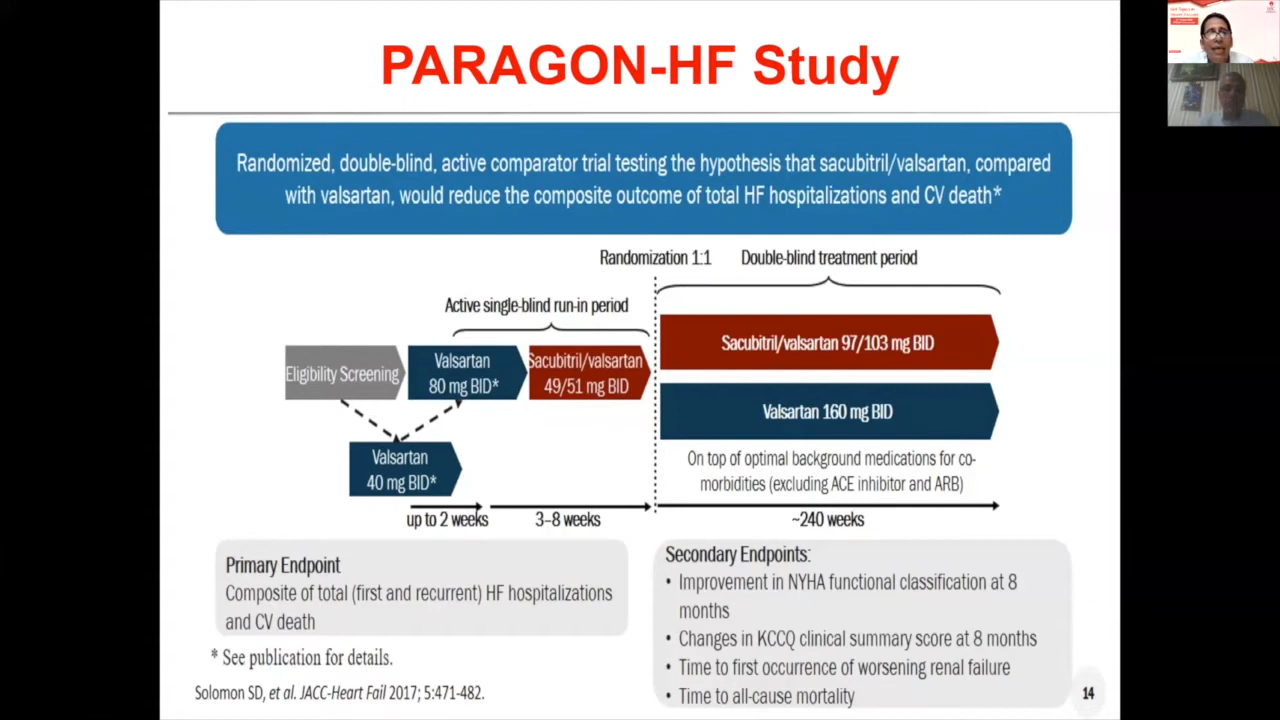 PARAGON-HF Study
Randomized, double-blind, active comparator trial testing the hypothesis that sacubitril/valsartan, compared
with valsartan, would reduce the composite outcome of total HF hospitalizations and CV death*
Randomization 1:1
Double-blind treatment period
Active single-blind run-in period
Eligibility Screening
Valsartan
80 mg BID*
Sacubitril/valsartan
49/51 mg BID
Sacubitril/valsartan 97/103 mg BID
Valsartan 160 mg BID
Valsartan
40 mg BID*
On top of optimal background medications for co-
morbidities (excluding ACE inhibitor and ARB)
up to 2 weeks
3–8 weeks
~240 weeks
Primary Endpoint
Composite of total (first and recurrent) HF hospitalizations
and CV death
* See publication for details.
Solomon SD, et al. JACC-Heart Fail 2017; 5:471-482.
Secondary Endpoints:
• Improvement in NYHA functional classification at 8
months
• Changes in KCCQ clinical summary score at 8 months
• Time to first occurrence of worsening renal failure
• Time to all-cause mortality
14